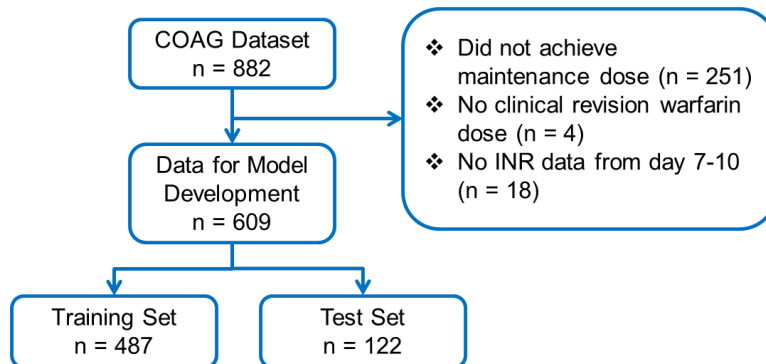 COAG Dataset
n = 882
❖ Did not achieve
maintenance dose (n = 251)
❖ No clinical revision warfarin
dose (n = 4)
❖ No INR data from day 7-10
(n = 18)
Data for Model
Development
n = 609
Training Set
n = 487
Test Set
n = 122